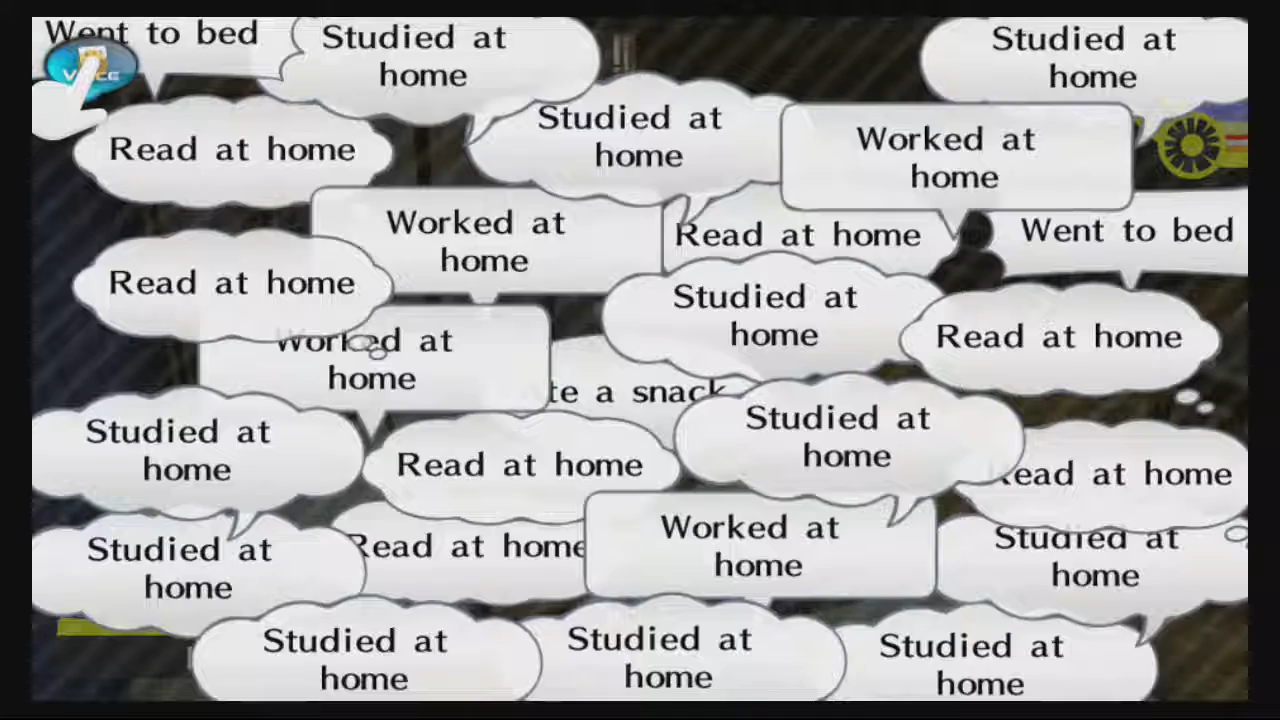 Went to bed
Studied at
home
Studied at
home
VOICE
Read at home
Studied at
home
Worked at
home
Worked at
home
Read at home
Went to bed
Read at home
Studied at
home
Read at home
Worked at
home
a snack
Studied at
home
Read at home
Studied at
home
Read at home
Studied at
home
Read at home
Worked at
home
Studied at
home
Studied at
home
Studied at
home
Studied at
home